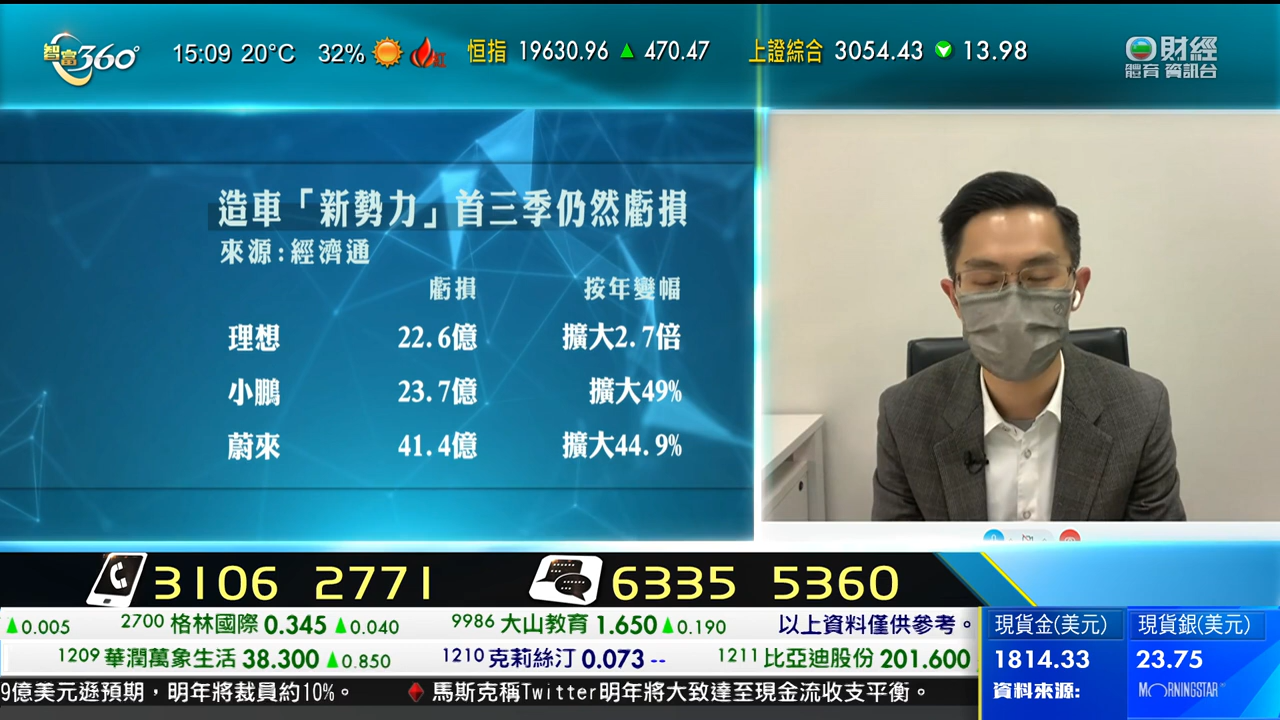 智富360°
15:09 20°C 32% 紅 恒指 19630.96 ▲ 470.47 上證綜合 3054.43 ▼ 13.98
財經
體育 資訊台
造車「新勢力」首三季仍然虧損
來源:經濟通
虧損 按年變幅
理想 22.6億 擴大2.7倍
小鵬 23.7億 擴大49%
蔚來 41.4億 擴大44.9%
3106 2771 6335 5360
▲0.005 2700 格林國際 0.345 ▲0.040 9986 大山教育 1.650 ▲0.190 以上資料僅供參考。
1209 華潤萬象生活 38.300 ▲0.850 1210 克莉絲汀 0.073 -- 1211 比亞迪股份 201.600
9億美元遜預期，明年將裁員約10%。 馬斯克稱Twitter明年將大致達至現金流收支平衡。
現貨金(美元) 現貨銀(美元)
1814.33 23.75
資料來源: MORNINGSTAR